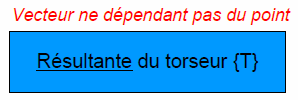 Vecteur ne dépendant pas du point
Résultante du torseur {T}